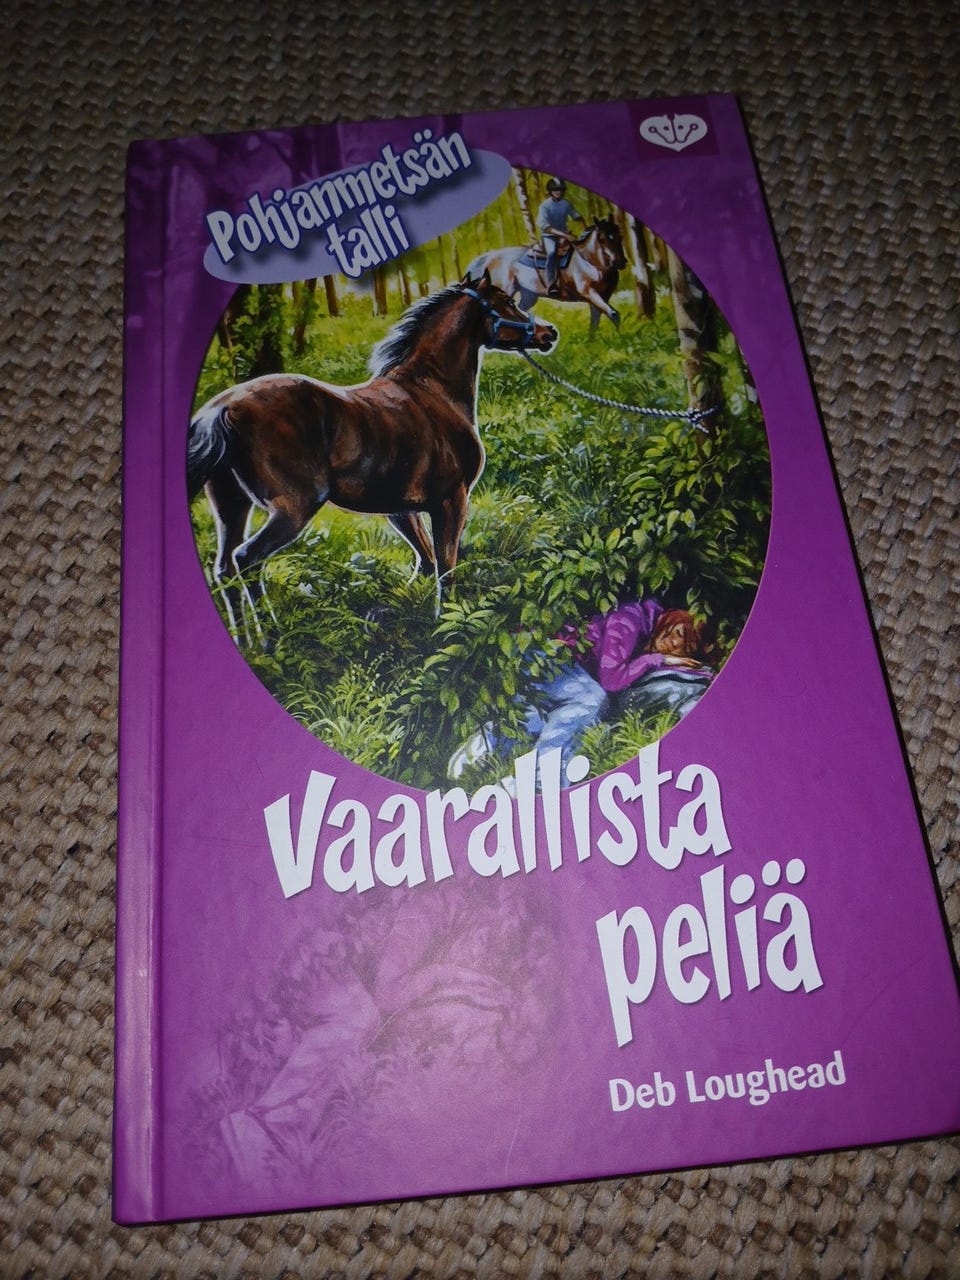 Pohjanmetsän
talli
Vaarallista
peliä
Deb Loughead